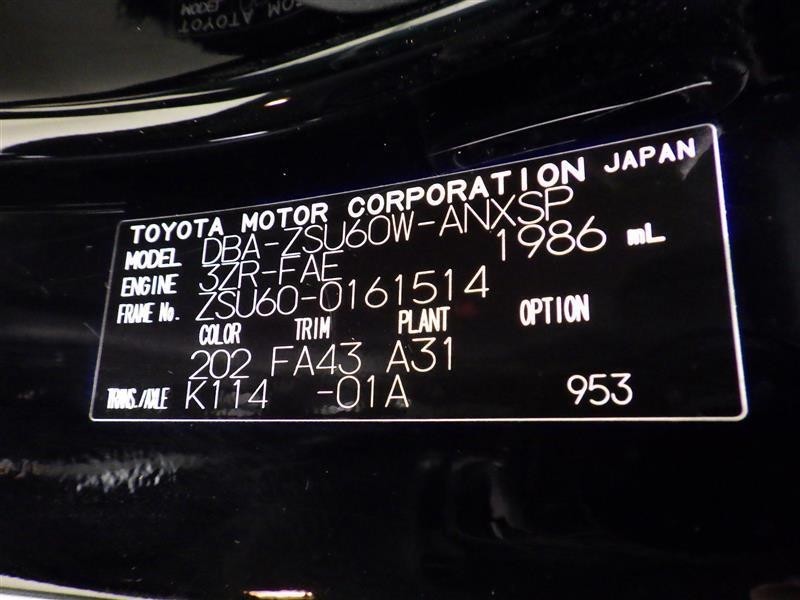 TOYOTA MOTOR CORPORATION JAPAN
MODEL DBA-ZSU60W-ANXSP
ENGINE 3ZR-FAE 1986 mL
FRAME No. ZSU60-0161514
COLOR TRIM PLANT OPTION
202 FA43 A31
TRANS./AXLE K114 -01A 953